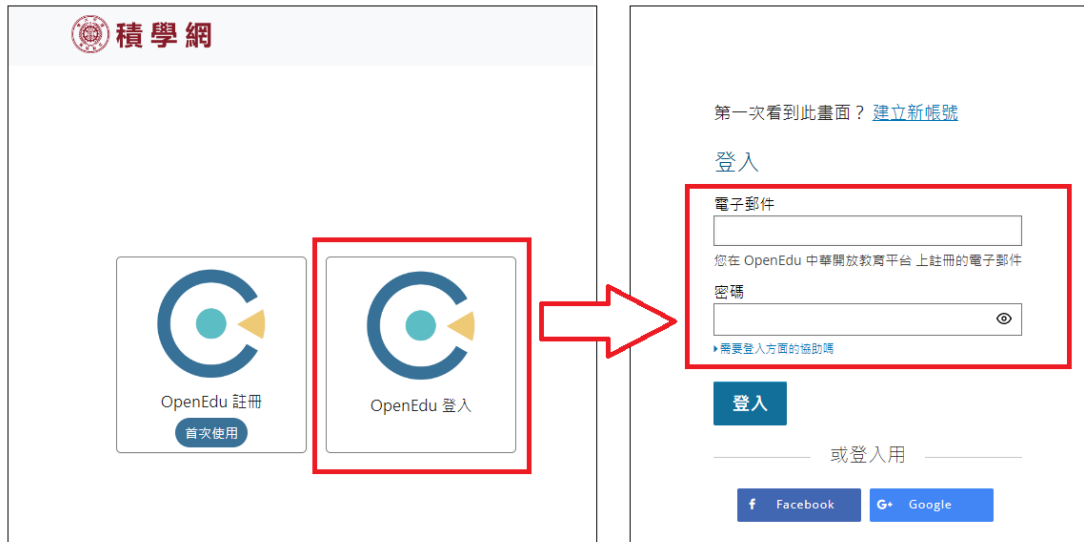 積學網
OpenEdu 註冊
首次使用
OpenEdu 登入
第一次看到此畫面？ 建立新帳號
登入
電子郵件
您在 OpenEdu 中華開放教育平台 上註冊的電子郵件
密碼
需要登入方面的協助嗎
登入
或登入用
f Facebook
G+ Google